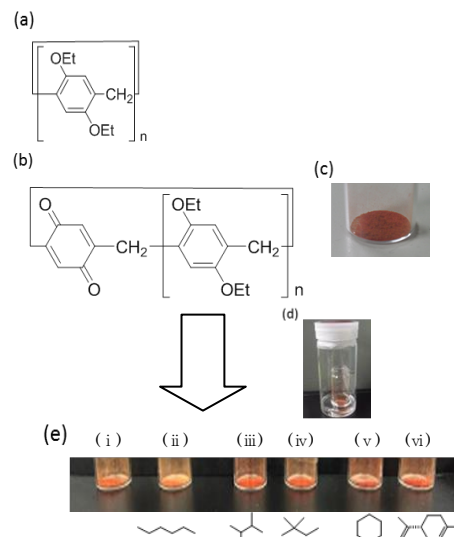 (a)
OEt
CH2
OEt
n
(b)
(c)
O
OEt
CH2
CH2
O
OEt
n
(d)
(e)
(i) (ii) (iii) (iv) (v) (vi)